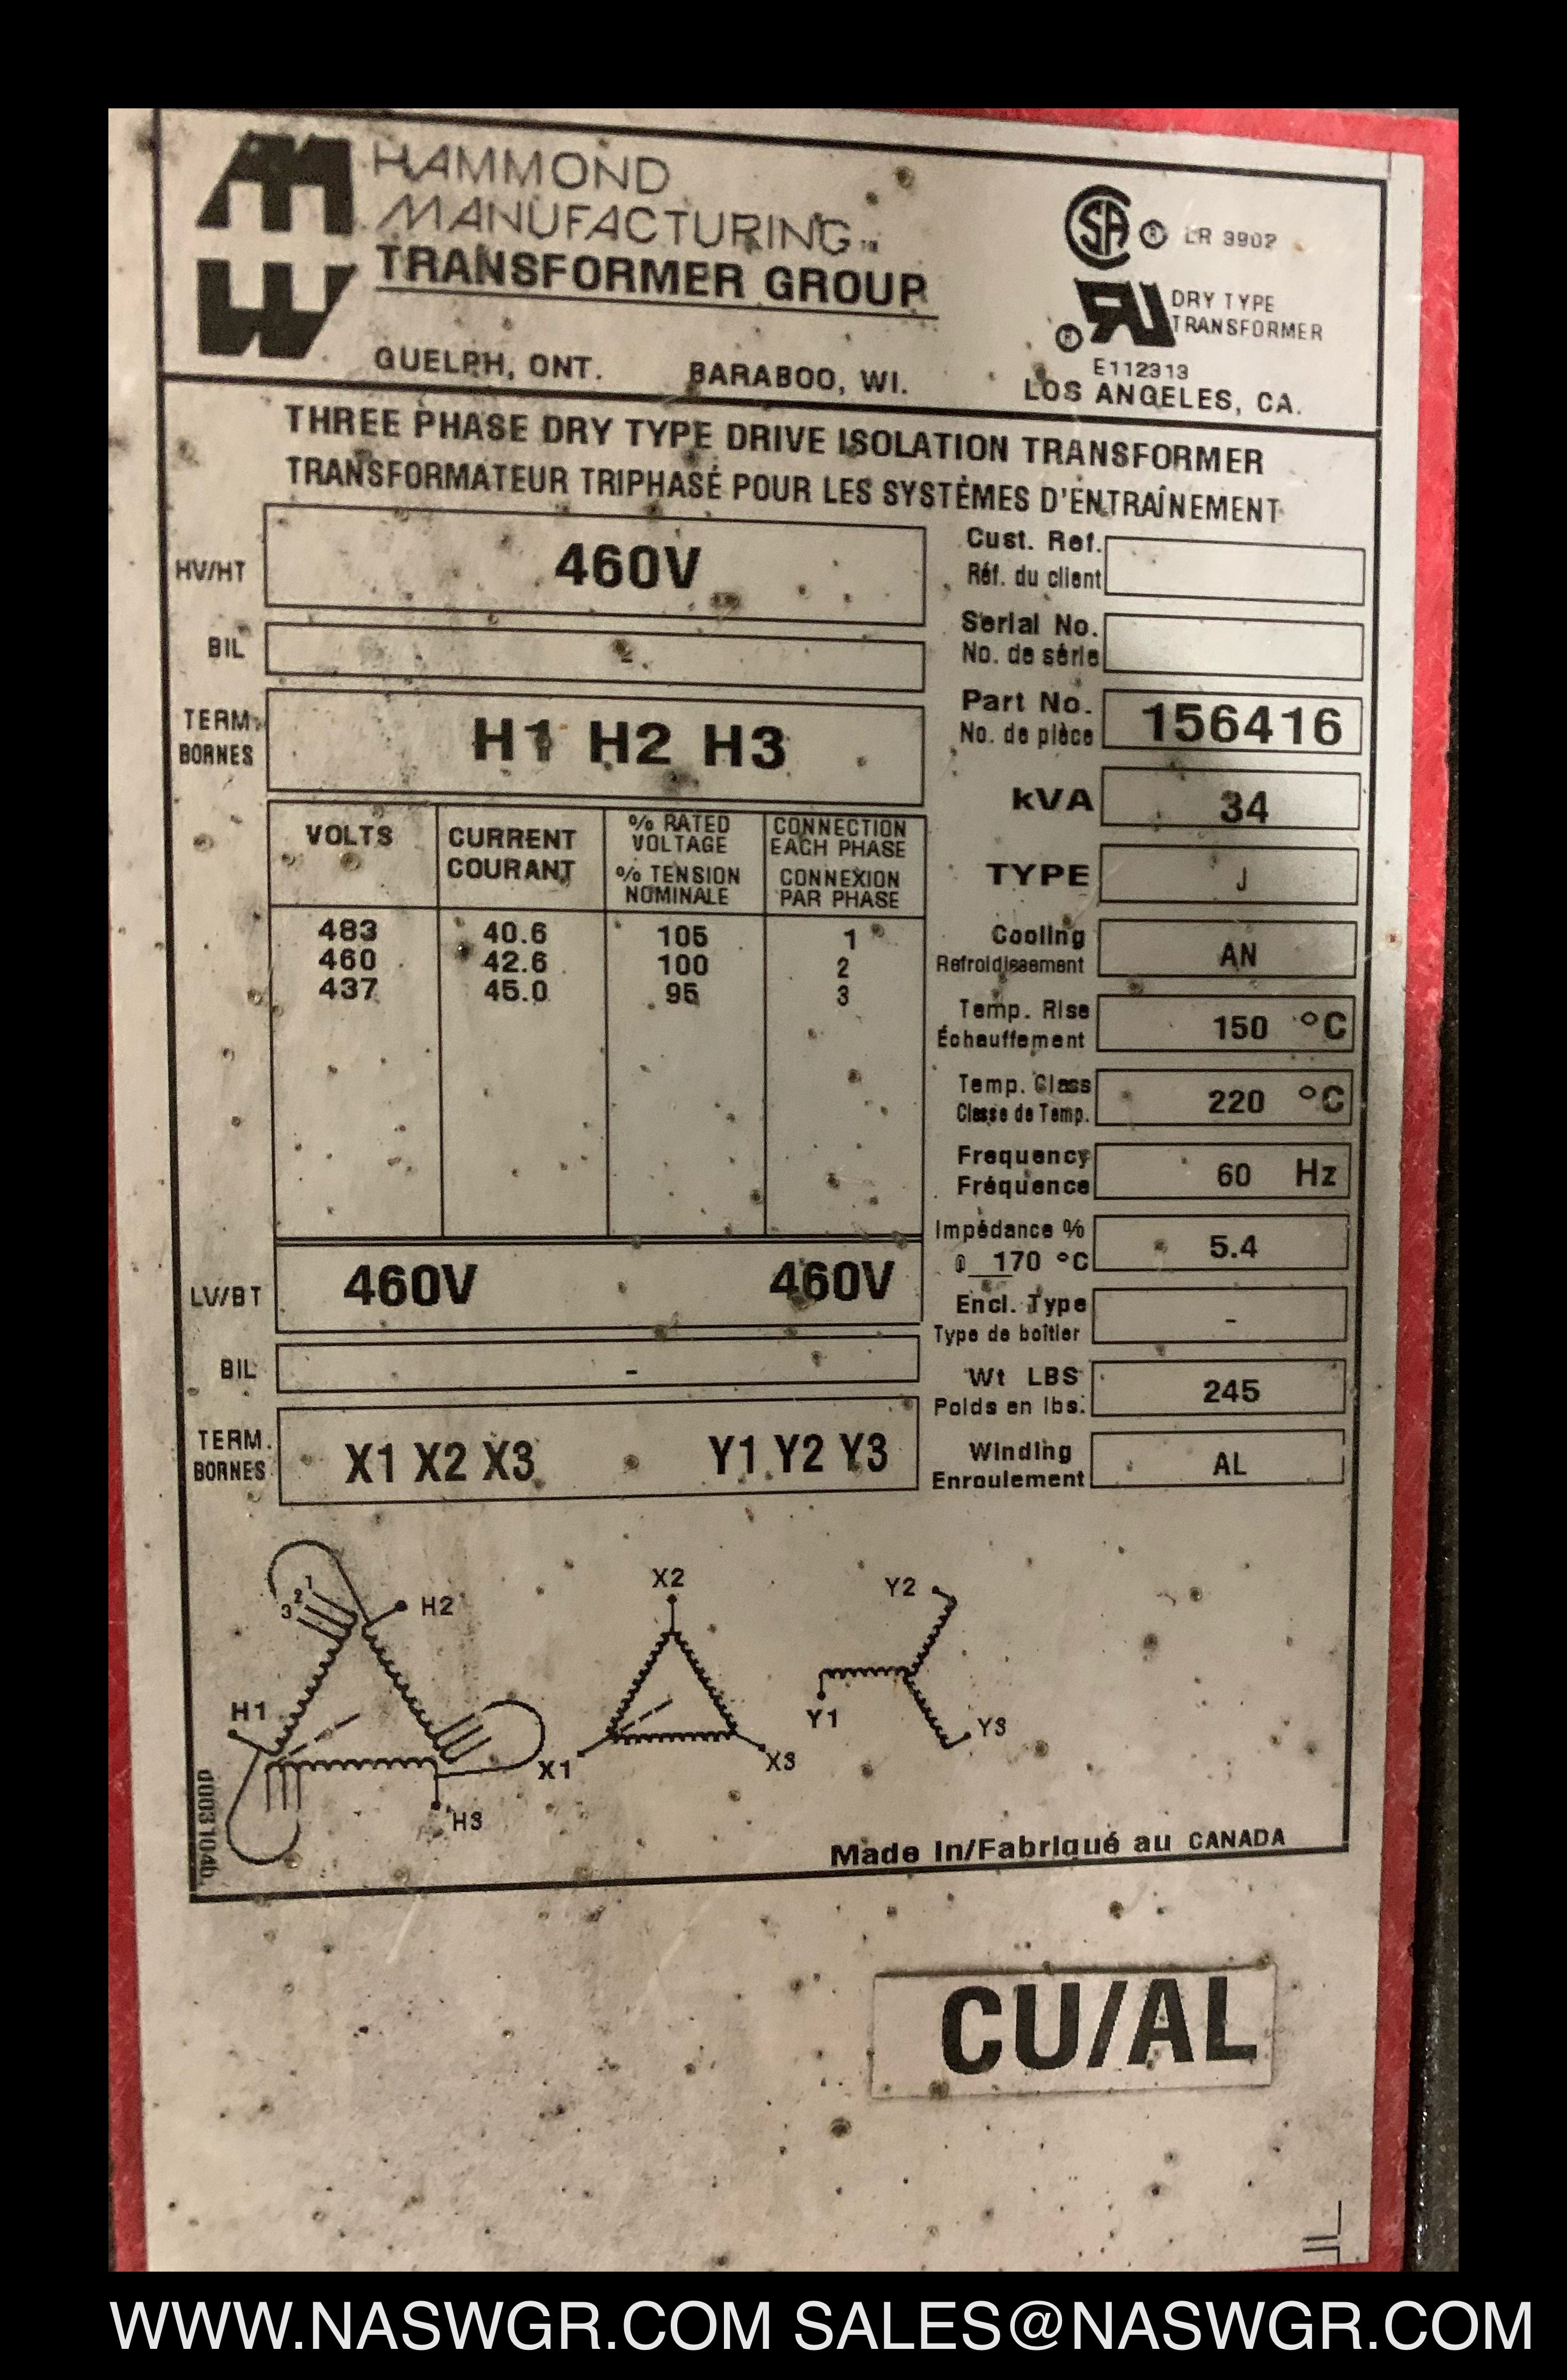 HAMMOND
MANUFACTURING™
TRANSFORMER GROUP
GUELPH, ONT. BARABOO, WI. LOS ANGELES, CA.
SA ® LR 3902
® DRY TYPE
TRANSFORMER
E112313
THREE PHASE DRY TYPE DRIVE ISOLATION TRANSFORMER
TRANSFORMATEUR TRIPHASÉ POUR LES SYSTÈMES D'ENTRAÎNEMENT
HV/HT 460V
BIL -
TERM. H1 H2 H3
BORNES
VOLTS CURRENT COURANT % RATED VOLTAGE % TENSION NOMINALE CONNECTION EACH PHASE CONNEXION PAR PHASE
483 40.6 105 1
460 42.6 100 2
437 45.0 95 3
LV/BT 460V 460V
BIL -
TERM. X1 X2 X3 Y1 Y2 Y3
BORNES
Cust. Ref.
Réf. du client
Serial No.
No. de série
Part No. 156416
No. de pièce
kVA 34
TYPE J
Cooling AN
Refroidissement
Temp. Rise 150 °C
Échauffement
Temp. Class 220 °C
Classe de Temp.
Frequency 60 Hz
Fréquence
Impédance % 5.4
@ 170 °C
Encl. Type -
Type de boîtier
Wt LBS 245
Poids en lbs.
Winding AL
Enroulement
1 2 3
H2
H1
H3
X2
X1
X3
Y2
Y1
Y3
Made in/Fabriqué au CANADA
CU/AL
WWW.NASWGR.COM SALES@NASWGR.COM